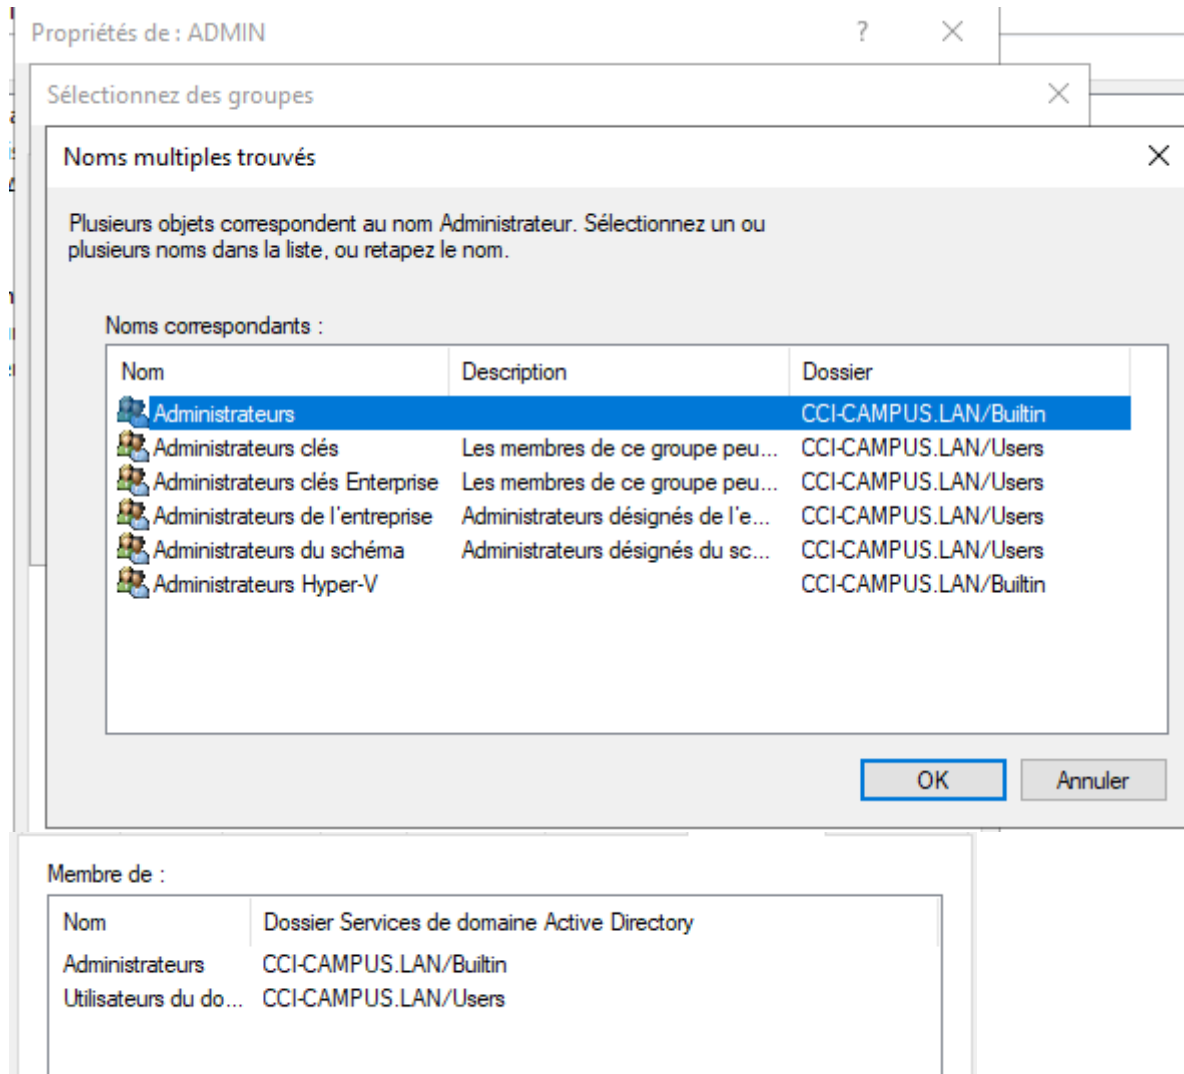 Propriétés de : ADMIN
Sélectionnez des groupes
Noms multiples trouvés
Plusieurs objets correspondent au nom Administrateur. Sélectionnez un ou
plusieurs noms dans la liste, ou retapez le nom.
Noms correspondants :
Nom Description Dossier
Administrateurs CCI-CAMPUS.LAN/Builtin
Administrateurs clés Les membres de ce groupe peu... CCI-CAMPUS.LAN/Users
Administrateurs clés Enterprise Les membres de ce groupe peu... CCI-CAMPUS.LAN/Users
Administrateurs de l'entreprise Administrateurs désignés de l'e... CCI-CAMPUS.LAN/Users
Administrateurs du schéma Administrateurs désignés du sc... CCI-CAMPUS.LAN/Users
Administrateurs Hyper-V CCI-CAMPUS.LAN/Builtin
OK Annuler
Membre de :
Nom Dossier Services de domaine Active Directory
Administrateurs CCI-CAMPUS.LAN/Builtin
Utilisateurs du do... CCI-CAMPUS.LAN/Users